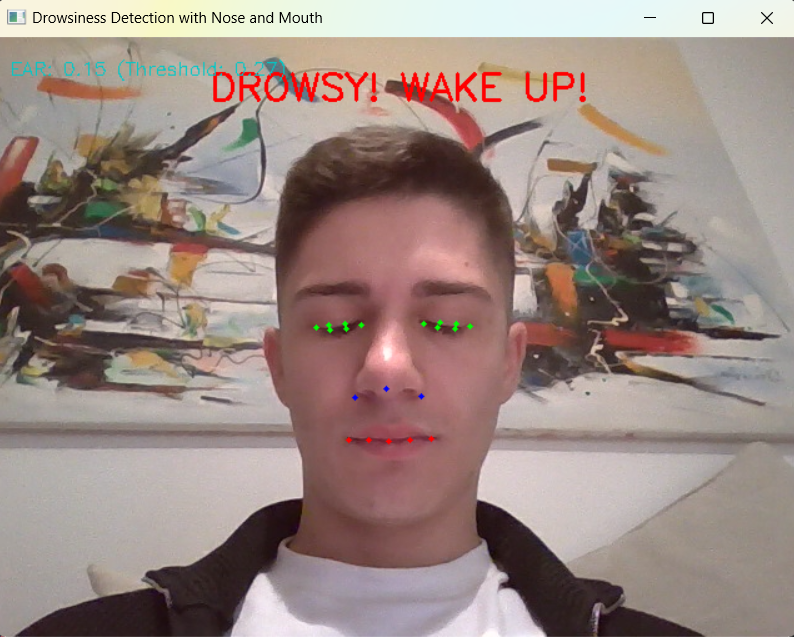 Drowsiness Detection with Nose and Mouth
EAR: 0.15 (Threshold: 0.27)
DROWSY! WAKE UP!